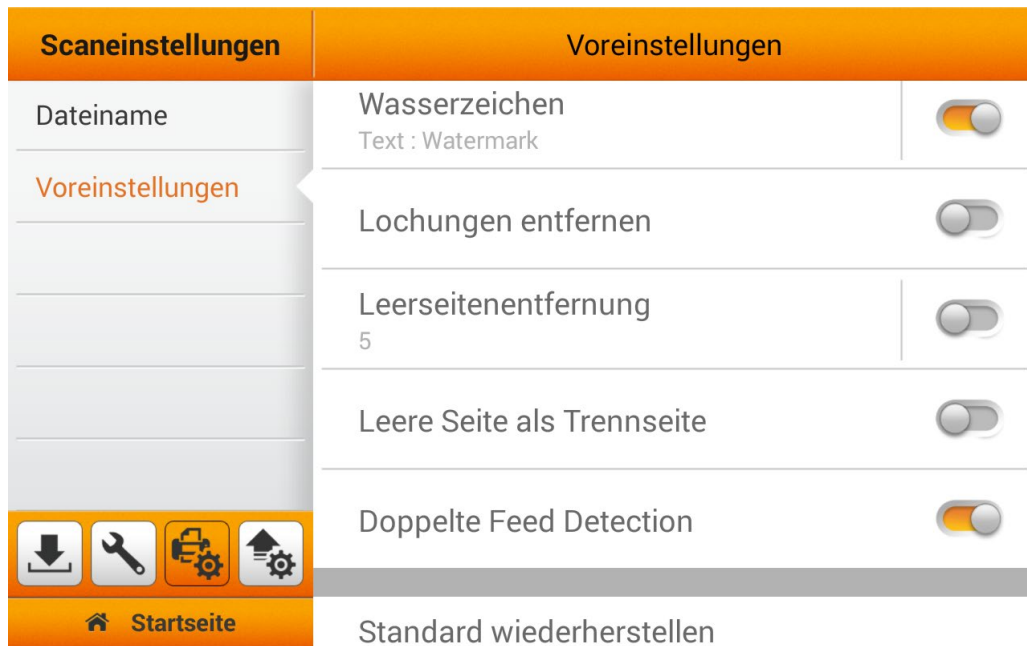 Scaneinstellungen
Voreinstellungen
Dateiname
Voreinstellungen
Startseite
Wasserzeichen
Text : Watermark
Lochungen entfernen
Leerseitenentfernung
5
Leere Seite als Trennseite
Doppelte Feed Detection
Standard wiederherstellen